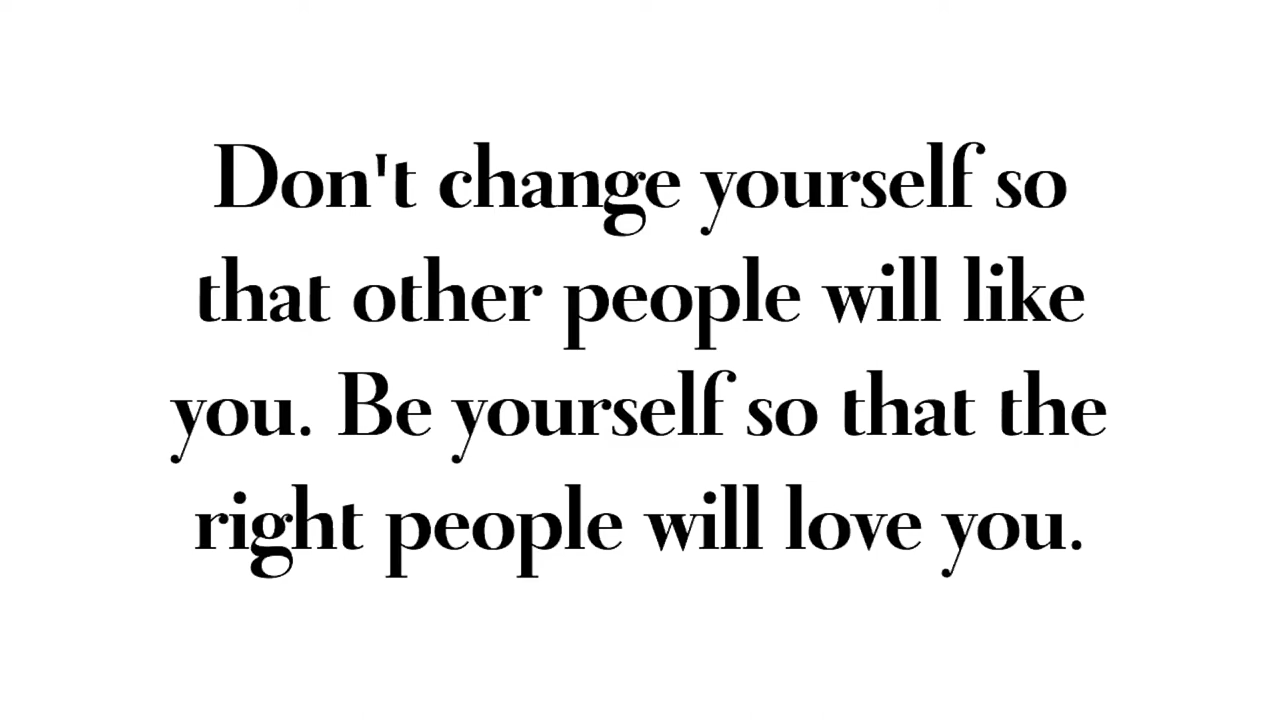 Don't change yourself so
that other people will like
you. Be yourself so that the
right people will love you.